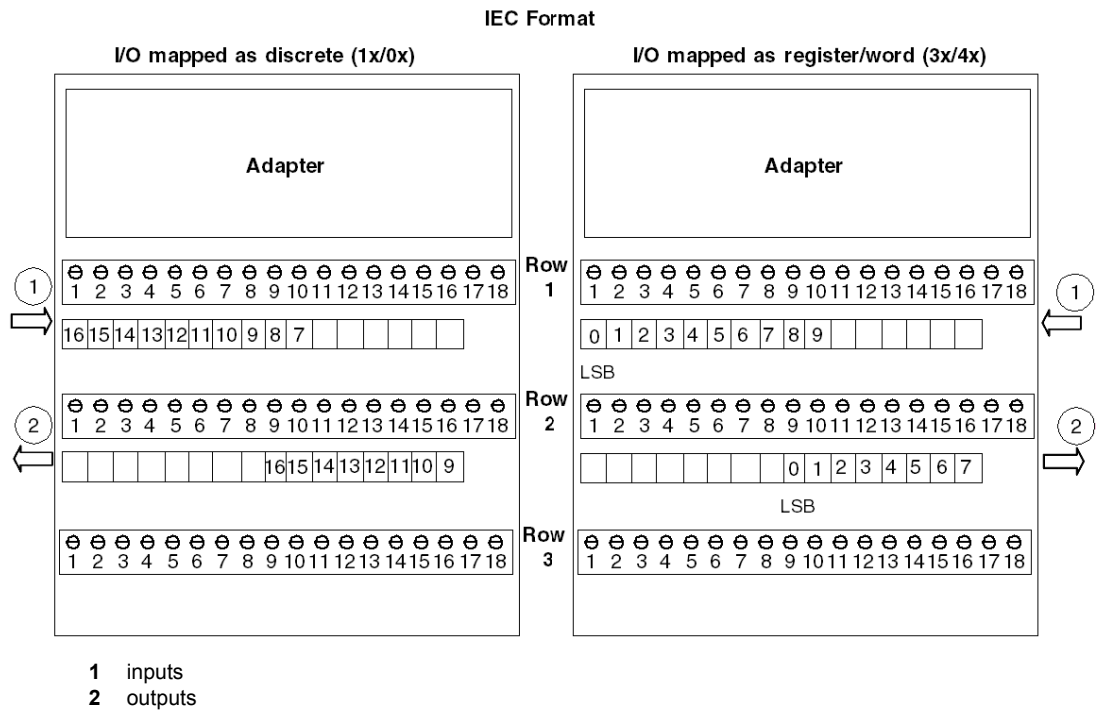 IEC Format
I/O mapped as discrete (1x/0x) I/O mapped as register/word (3x/4x)
Adapter Adapter
1 2 3 4 5 6 7 8 9 10 11 12 13 14 15 16 17 18 Row 1 1 2 3 4 5 6 7 8 9 10 11 12 13 14 15 16 17 18
1 1
16 15 14 13 12 11 10 9 8 7 0 1 2 3 4 5 6 7 8 9
LSB
1 2 3 4 5 6 7 8 9 10 11 12 13 14 15 16 17 18 Row 2 1 2 3 4 5 6 7 8 9 10 11 12 13 14 15 16 17 18
2 2
16 15 14 13 12 11 10 9 0 1 2 3 4 5 6 7
LSB
1 2 3 4 5 6 7 8 9 10 11 12 13 14 15 16 17 18 Row 3 1 2 3 4 5 6 7 8 9 10 11 12 13 14 15 16 17 18
1 inputs
2 outputs